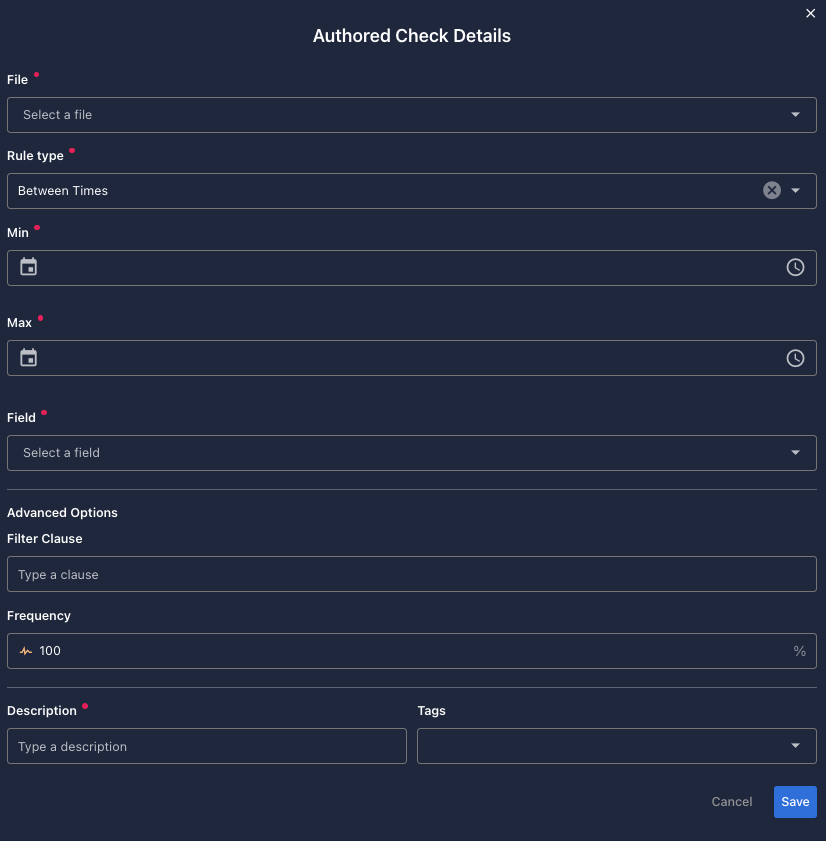 Authored Check Details
File
Select a file
Rule type
Between Times
Min
Max
Field
Select a field
Advanced Options
Filter Clause
Type a clause
Frequency
100 %
Description Tags
Type a description
Cancel Save